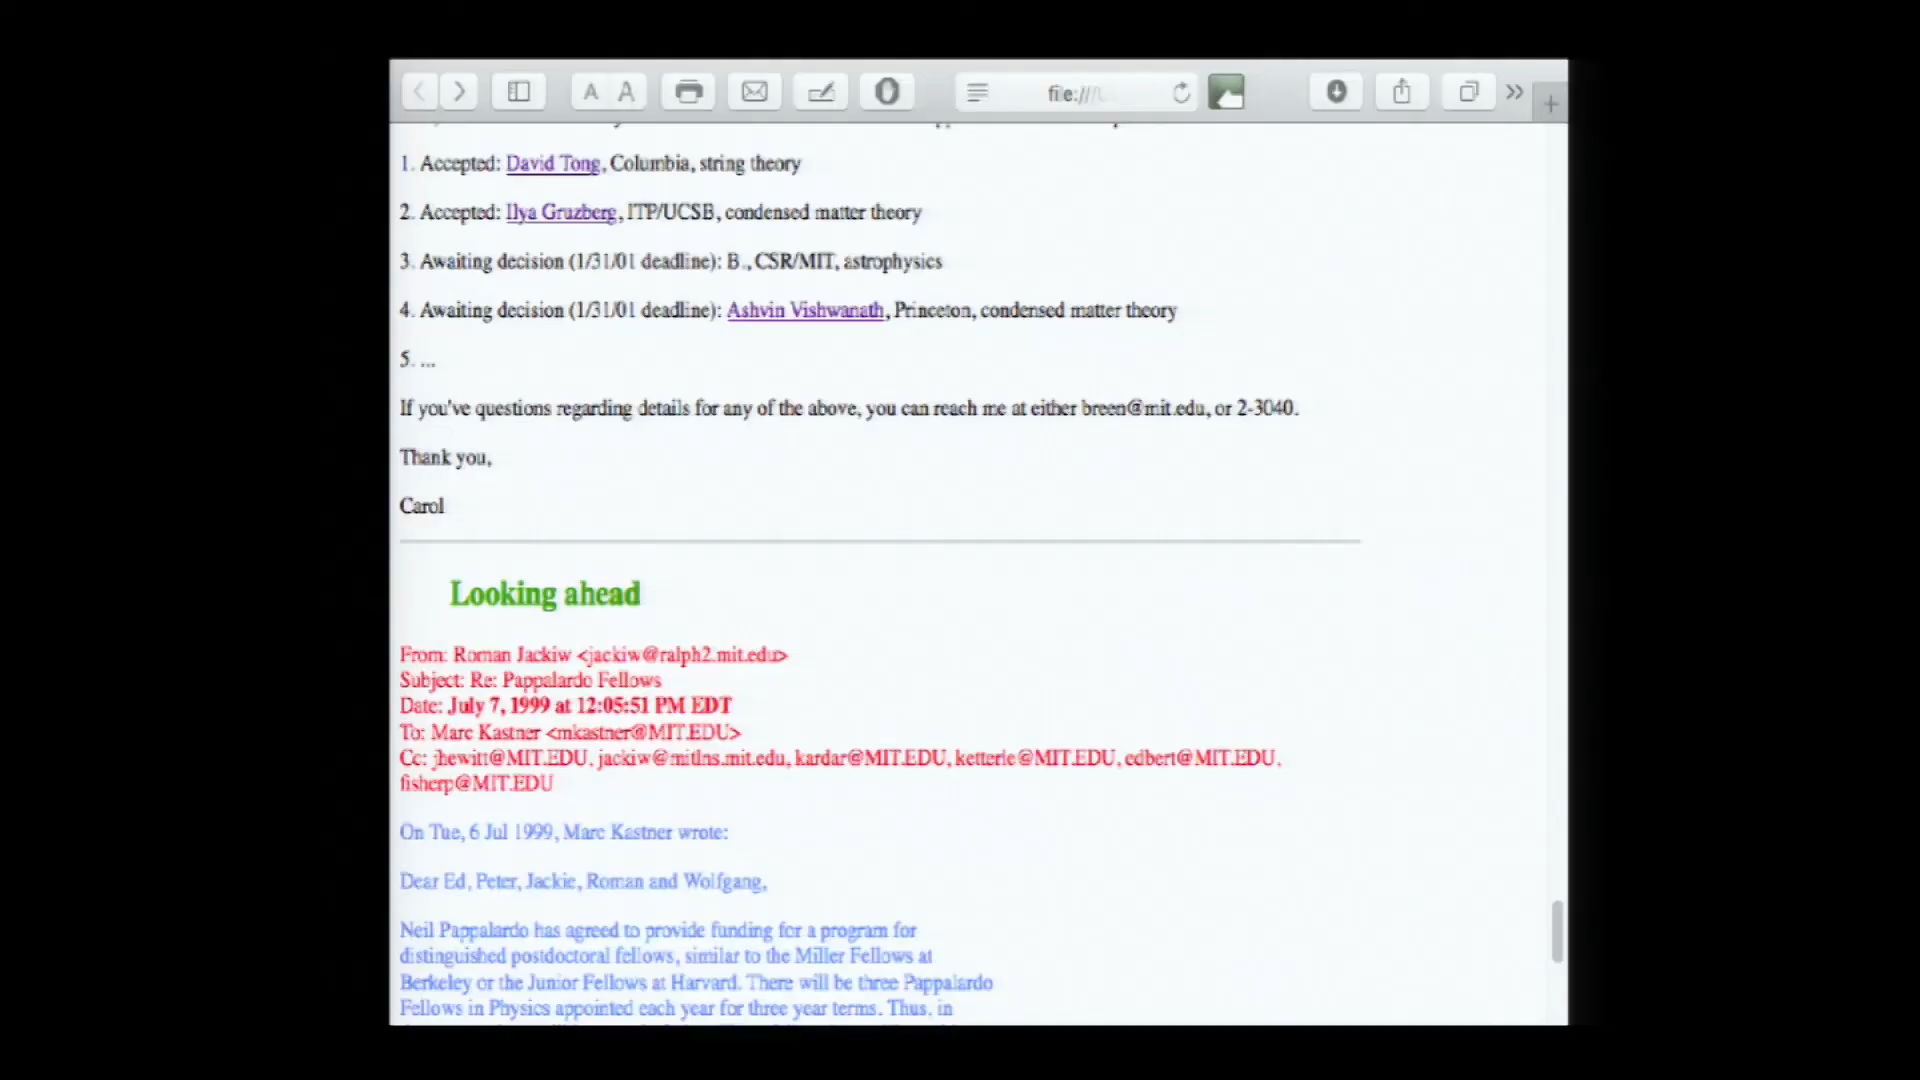 A A
file:///
1. Accepted: David Tong, Columbia, string theory
2. Accepted: Ilya Gruzberg, ITP/UCSB, condensed matter theory
3. Awaiting decision (1/31/01 deadline): B., CSR/MIT, astrophysics
4. Awaiting decision (1/31/01 deadline): Ashvin Vishwanath, Princeton, condensed matter theory
5. ...
If you've questions regarding details for any of the above, you can reach me at either breen@mit.edu, or 2-3040.
Thank you,
Carol
Looking ahead
From: Roman Jackiw <jackiw@ralph2.mit.edu>
Subject: Re: Pappalardo Fellows
Date: July 7, 1999 at 12:05:51 PM EDT
To: Marc Kastner <mkastner@MIT.EDU>
Cc: jhewitt@MIT.EDU, jackiw@mitlns.mit.edu, kardar@MIT.EDU, ketterle@MIT.EDU, edbert@MIT.EDU,
fisherp@MIT.EDU
On Tue, 6 Jul 1999, Marc Kastner wrote:
Dear Ed, Peter, Jackie, Roman and Wolfgang,
Neil Pappalardo has agreed to provide funding for a program for
distinguished postdoctoral fellows, similar to the Miller Fellows at
Berkeley or the Junior Fellows at Harvard. There will be three Pappalardo
Fellows in Physics appointed each year for three year terms. Thus, in